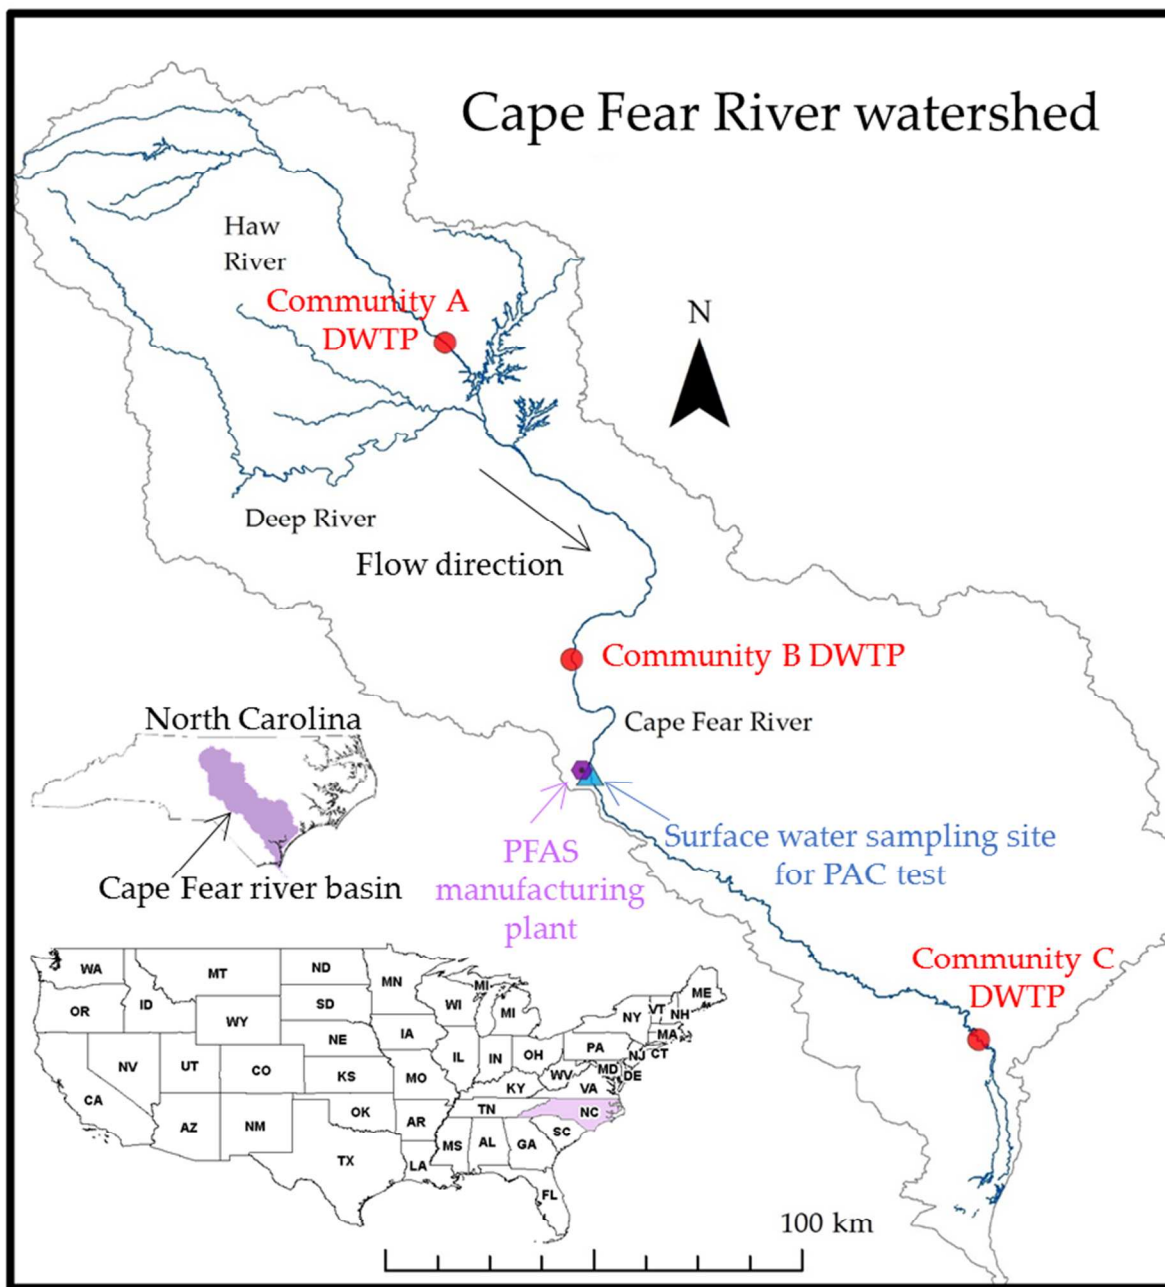 Cape Fear River watershed
Haw
River
Community A
DWTP
N
Deep River
Flow direction
Community B DWTP
Cape Fear River
North Carolina
Cape Fear river basin
PFAS
manufacturing
plant
Surface water sampling site
for PAC test
Community C
DWTP
WA
MT
ND
MN
MI
ME
OR
ID
SD
WI
MI
NY
VT
NH
WY
IA
MA
NV
UT
NE
IL
IN
OH
PA
NJ
CT
CA
CO
KS
MO
WV
MD
DE
KY
VA
AZ
NM
OK
AR
TN
NC
SC
TX
LA
MS
AL
GA
FL
100 km